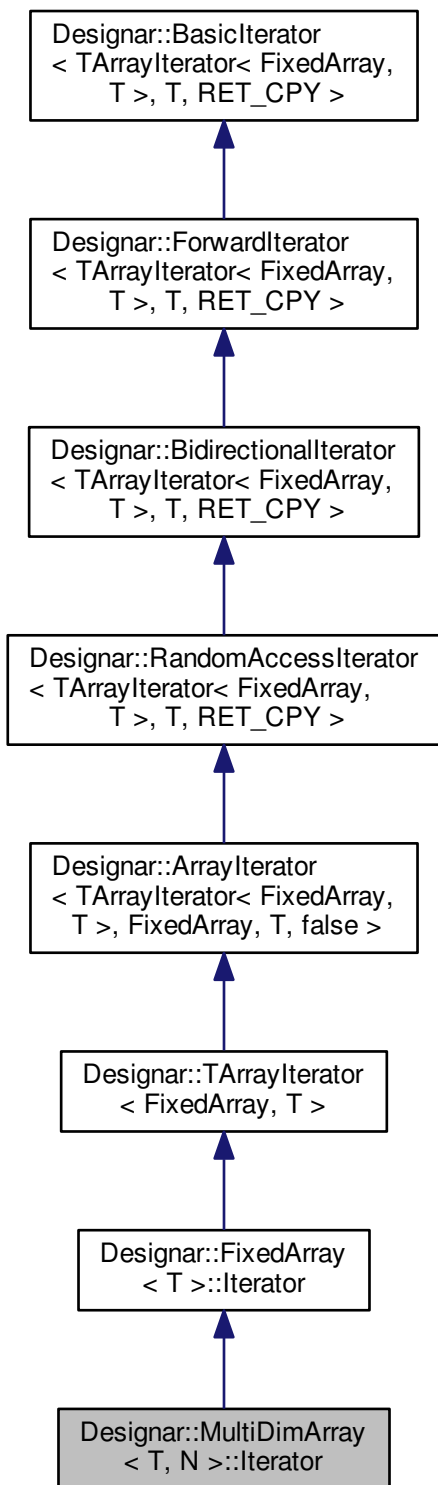 Designar::BasicIterator
< TArrayIterator< FixedArray,
T >, T, RET_CPY >
Designar::ForwardIterator
< TArrayIterator< FixedArray,
T >, T, RET_CPY >
Designar::BidirectionalIterator
< TArrayIterator< FixedArray,
T >, T, RET_CPY >
Designar::RandomAccessIterator
< TArrayIterator< FixedArray,
T >, T, RET_CPY >
Designar::ArrayIterator
< TArrayIterator< FixedArray,
T >, FixedArray, T, false >
Designar::TArrayIterator
< FixedArray, T >
Designar::FixedArray
< T >::Iterator
Designar::MultiDimArray
< T, N >::Iterator